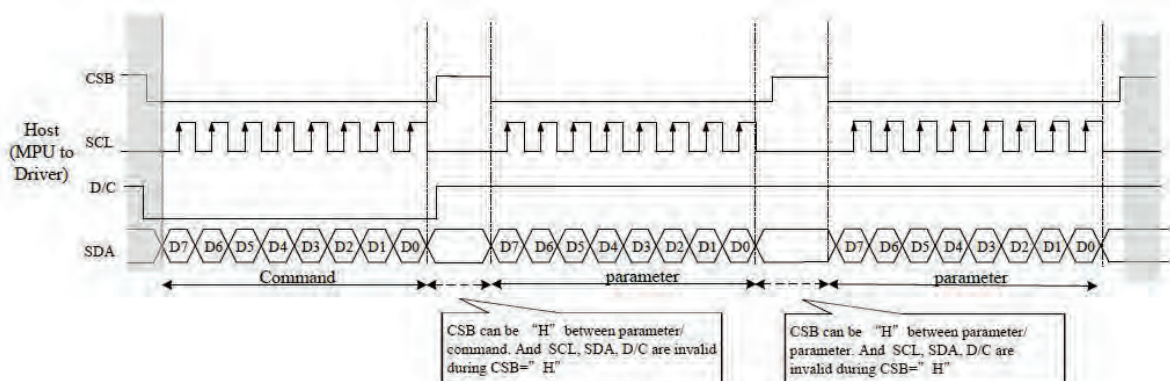 CSB
Host
(MPU to
Driver)
SCL
D/C
SDA
D7 D6 D5 D4 D3 D2 D1 D0 D7 D6 D5 D4 D3 D2 D1 D0 D7 D6 D5 D4 D3 D2 D1 D0
Command parameter parameter
CSB can be “H” between parameter/
command. And SCL, SDA, D/C are invalid
during CSB=” H”
CSB can be “H” between parameter/
parameter. And SCL, SDA, D/C are
invalid during CSB=” H”